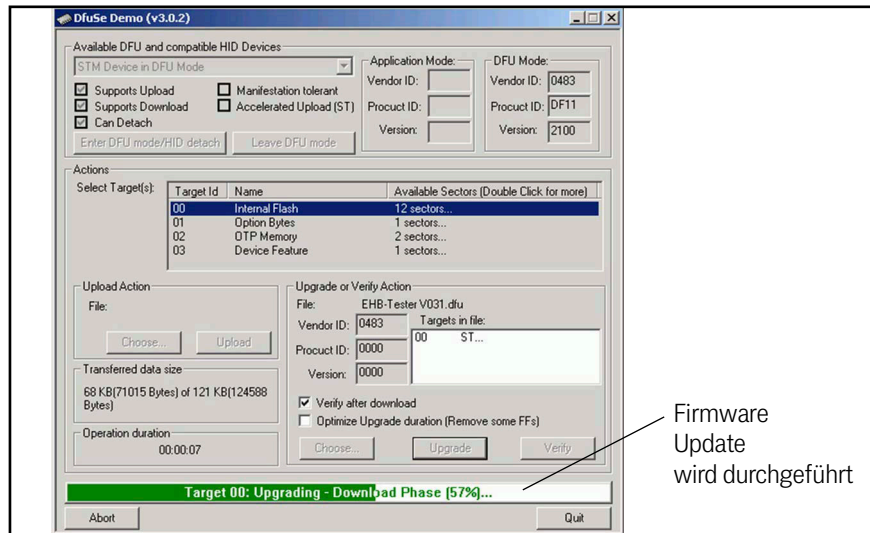 DfuSe Demo (v3.0.2)
Available DFU and compatible HID Devices
STM Device in DFU Mode
Supports Upload
Manifestation tolerant
Supports Download
Accelerated Upload (ST)
Can Detach
Enter DFU mode/HID detach
Leave DFU mode
Application Mode:
Vendor ID:
Procuct ID:
Version:
DFU Mode:
Vendor ID: 0483
Procuct ID: DF11
Version: 2100
Actions
Select Target(s):
Target Id Name Available Sectors (Double Click for more)
00 Internal Flash 12 sectors...
01 Option Bytes 1 sectors...
02 OTP Memory 2 sectors...
03 Device Feature 1 sectors...
Upload Action
File:
Choose...
Upload
Transferred data size
68 KB(71015 Bytes) of 121 KB(124588
Bytes)
Operation duration
00:00:07
Upgrade or Verify Action
File: EHB-Tester V031.dfu
Vendor ID: 0483
Procuct ID: 0000
Version: 0000
Targets in file:
00 ST...
Verify after download
Optimize Upgrade duration (Remove some FFs)
Choose...
Upgrade
Verify
Target 00: Upgrading - Download Phase (57%)...
Abort
Quit
Firmware
Update
wird durchgeführt